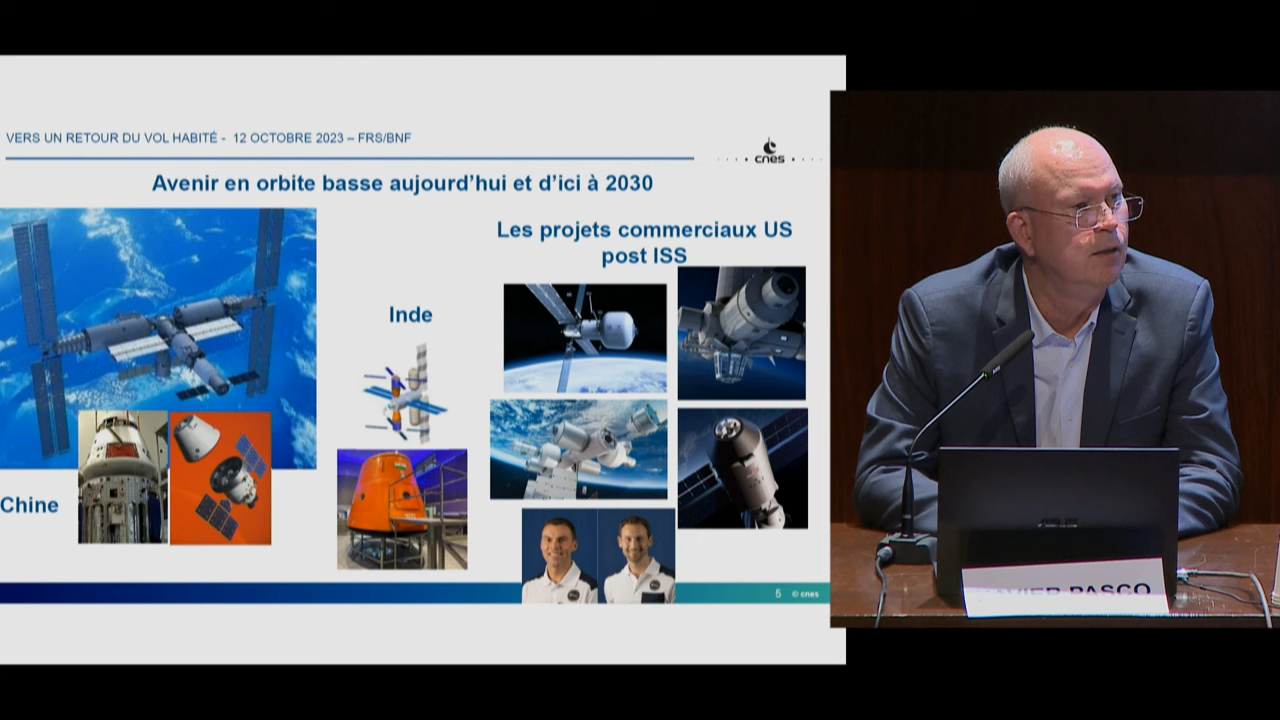 VERS UN RETOUR DU VOL HABITÉ - 12 OCTOBRE 2023 – FRS/BNF
cnes
Avenir en orbite basse aujourd'hui et d'ici à 2030
Les projets commerciaux US
post ISS
Inde
Chine
5 © cnes
PASCO